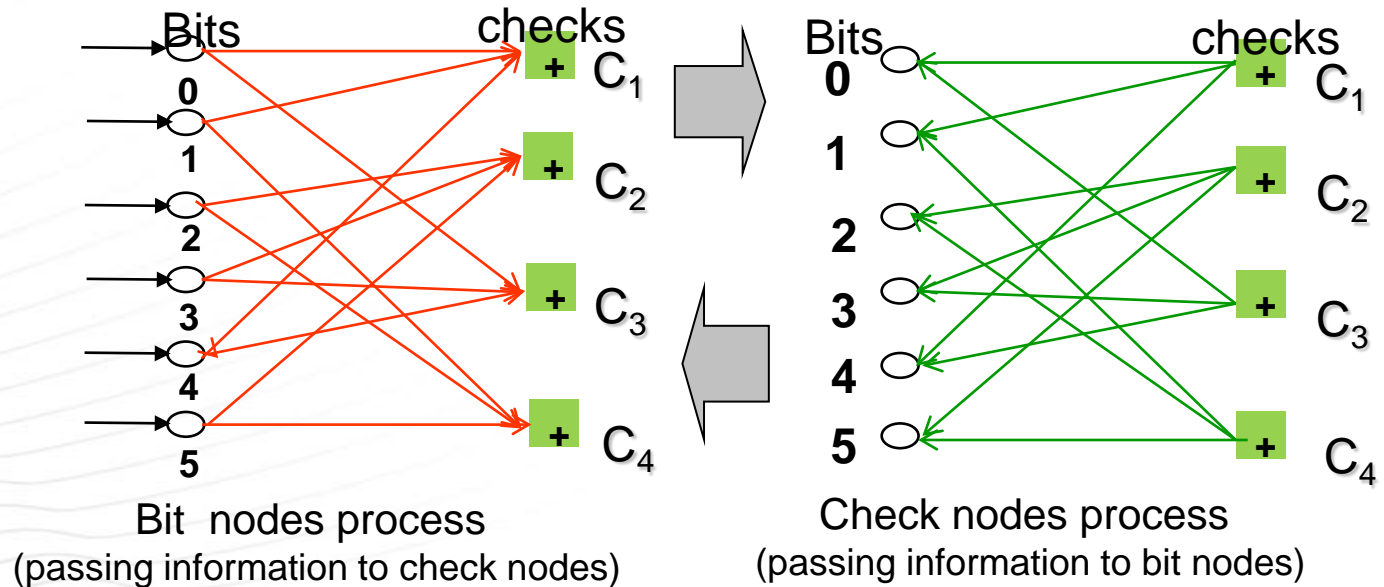 Bits checks
0
1
2
3
4
5
+ C1
+ C2
+ C3
+ C4
Bit nodes process
(passing information to check nodes)
Bits checks
0
1
2
3
4
5
+ C1
+ C2
+ C3
+ C4
Check nodes process
(passing information to bit nodes)